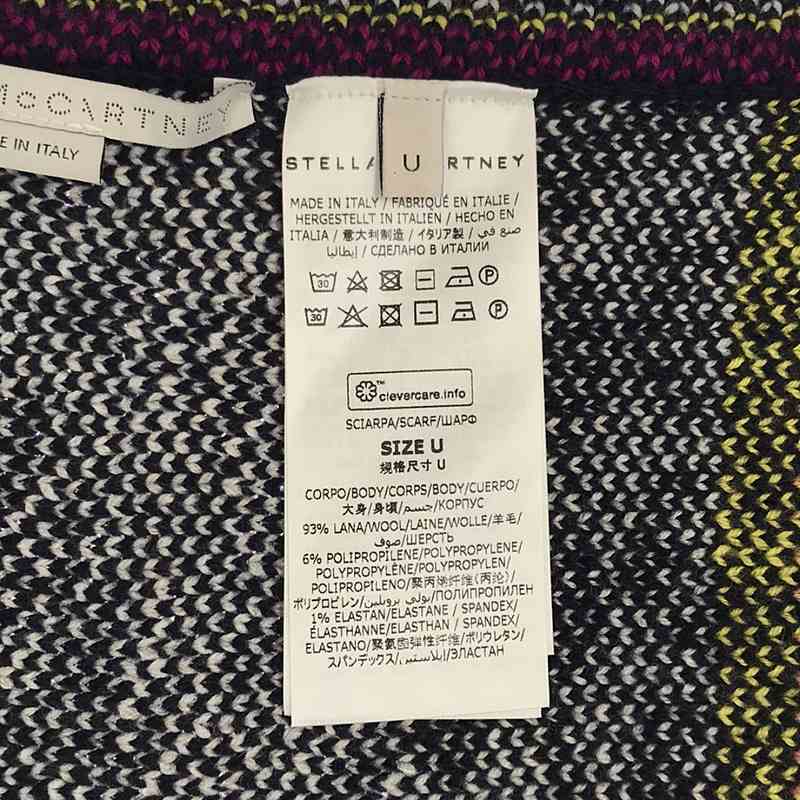 McCARTNEY
E IN ITALY
STELLA U RTNEY
MADE IN ITALY / FABRIQUÉ EN ITALIE /
HERGESTELLT IN ITALIEN / HECHO EN
ITALIA / 意大利制造 / イタリア製 / صنع في
إيطاليا / СДЕЛАНО В ИТАЛИИ
30 P
30 P
™ clevercare.info
SCIARPA/SCARF/ШАРФ
SIZE U
规格尺寸 U
CORPO/BODY/CORPS/BODY/CUERPO/
大身/身頃/جسم/КОРПУС
93% LANA/WOOL/LAINE/WOLLE/羊毛/
صوف/ШЕРСТЬ
6% POLIPROPILENE/POLYPROPYLENE/
POLYPROPYLÈNE/POLYPROPYLEN/
POLIPROPILENO/聚丙烯纤维(丙纶)/
ポリプロピレン/بولي بروبلين/ПОЛИПРОПИЛЕН
1% ELASTAN/ELASTANE / SPANDEX/
ÉLASTHANNE/ELASTHAN / SPANDEX/
ELASTANO/聚氨酯弹性纤维/ポリウレタン/
スパンデックス/إيلاستين/ЭЛАСТАН